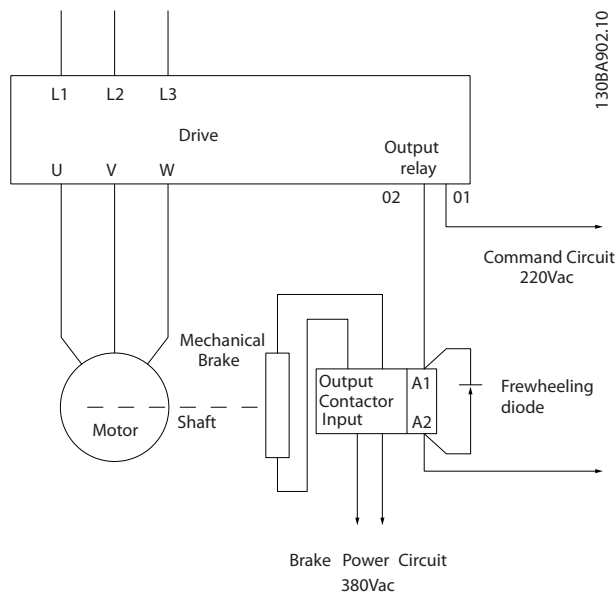 130BA902.10
L1 L2 L3
Drive
U V W
Output
relay
02 01
Command Circuit
220Vac
Mechanical
Brake
Output
Contactor
Input
A1
A2
Frewheeling
diode
Motor
Shaft
Brake Power Circuit
380Vac